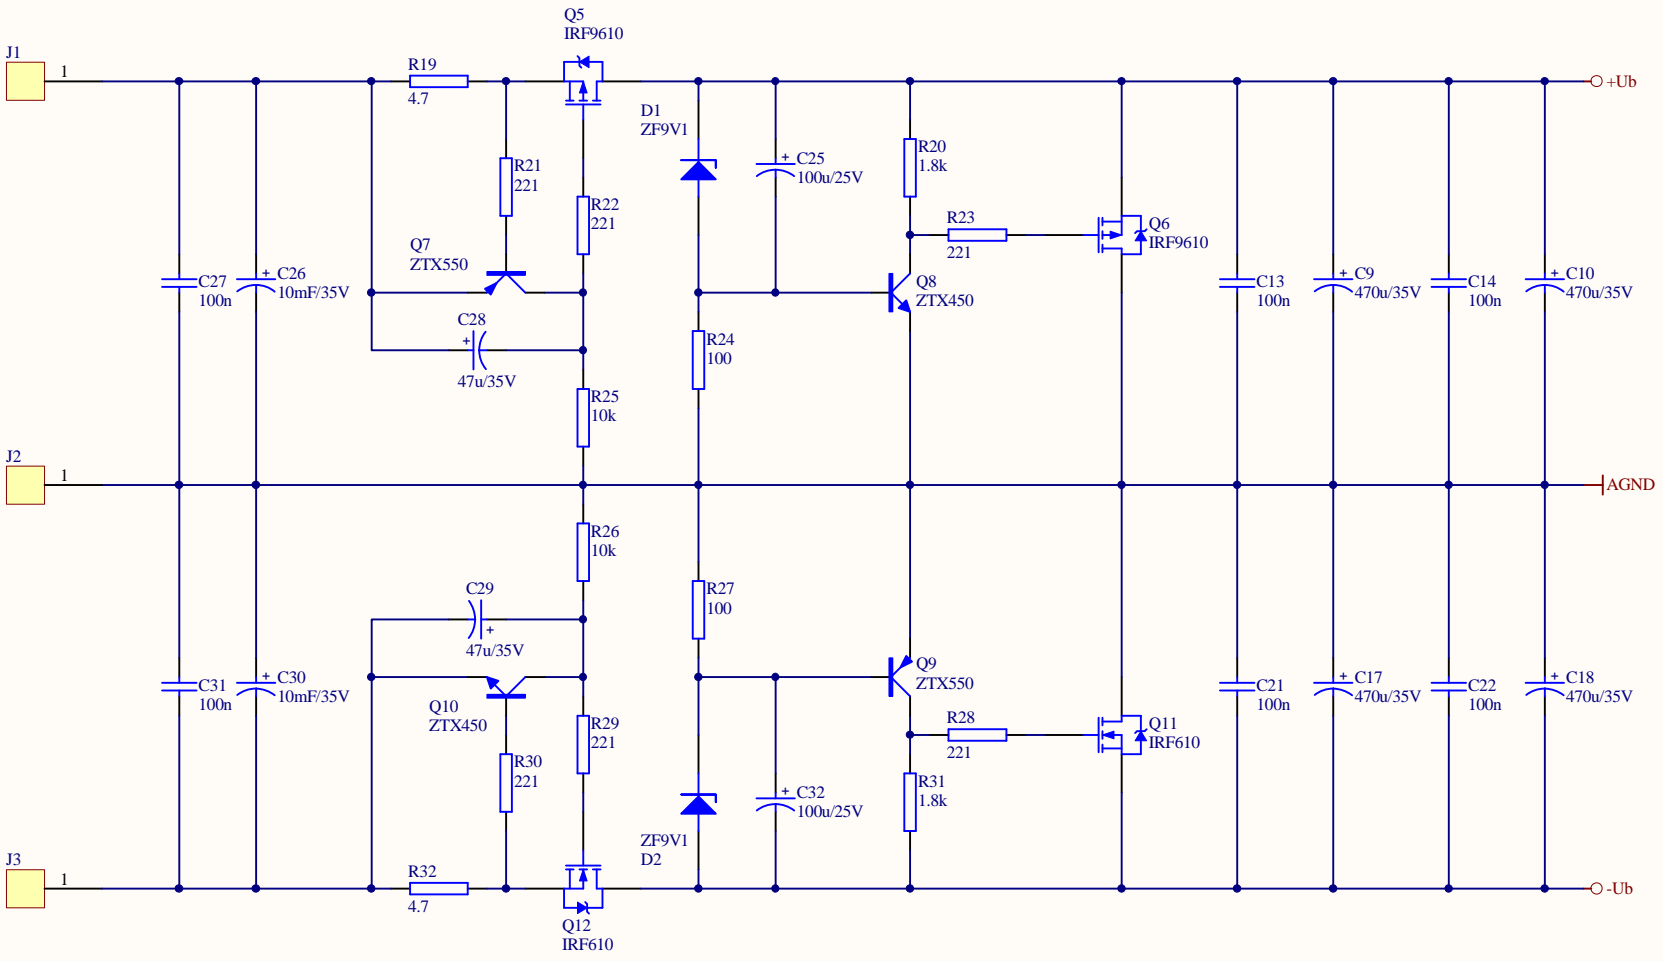 Q5
IRF9610
J1
1
R19
4.7
+Ub
D1
ZF9V1
R20
1.8k
+
C25
100u/25V
R21
221
R22
221
R23
221
Q6
IRF9610
Q7
ZTX550
C27
100n
+
C26
10mF/35V
Q8
ZTX450
C13
100n
+
C9
470u/35V
C14
100n
+
C10
470u/35V
C28
+
47u/35V
R24
100
R25
10k
J2
1
AGND
R26
10k
C29
+
47u/35V
R27
100
Q9
ZTX550
C31
100n
+
C30
10mF/35V
Q10
ZTX450
C21
100n
+
C17
470u/35V
C22
100n
+
C18
470u/35V
R28
221
Q11
IRF610
R29
221
R30
221
R31
1.8k
+
C32
100u/25V
ZF9V1
D2
J3
1
R32
4.7
-Ub
Q12
IRF610